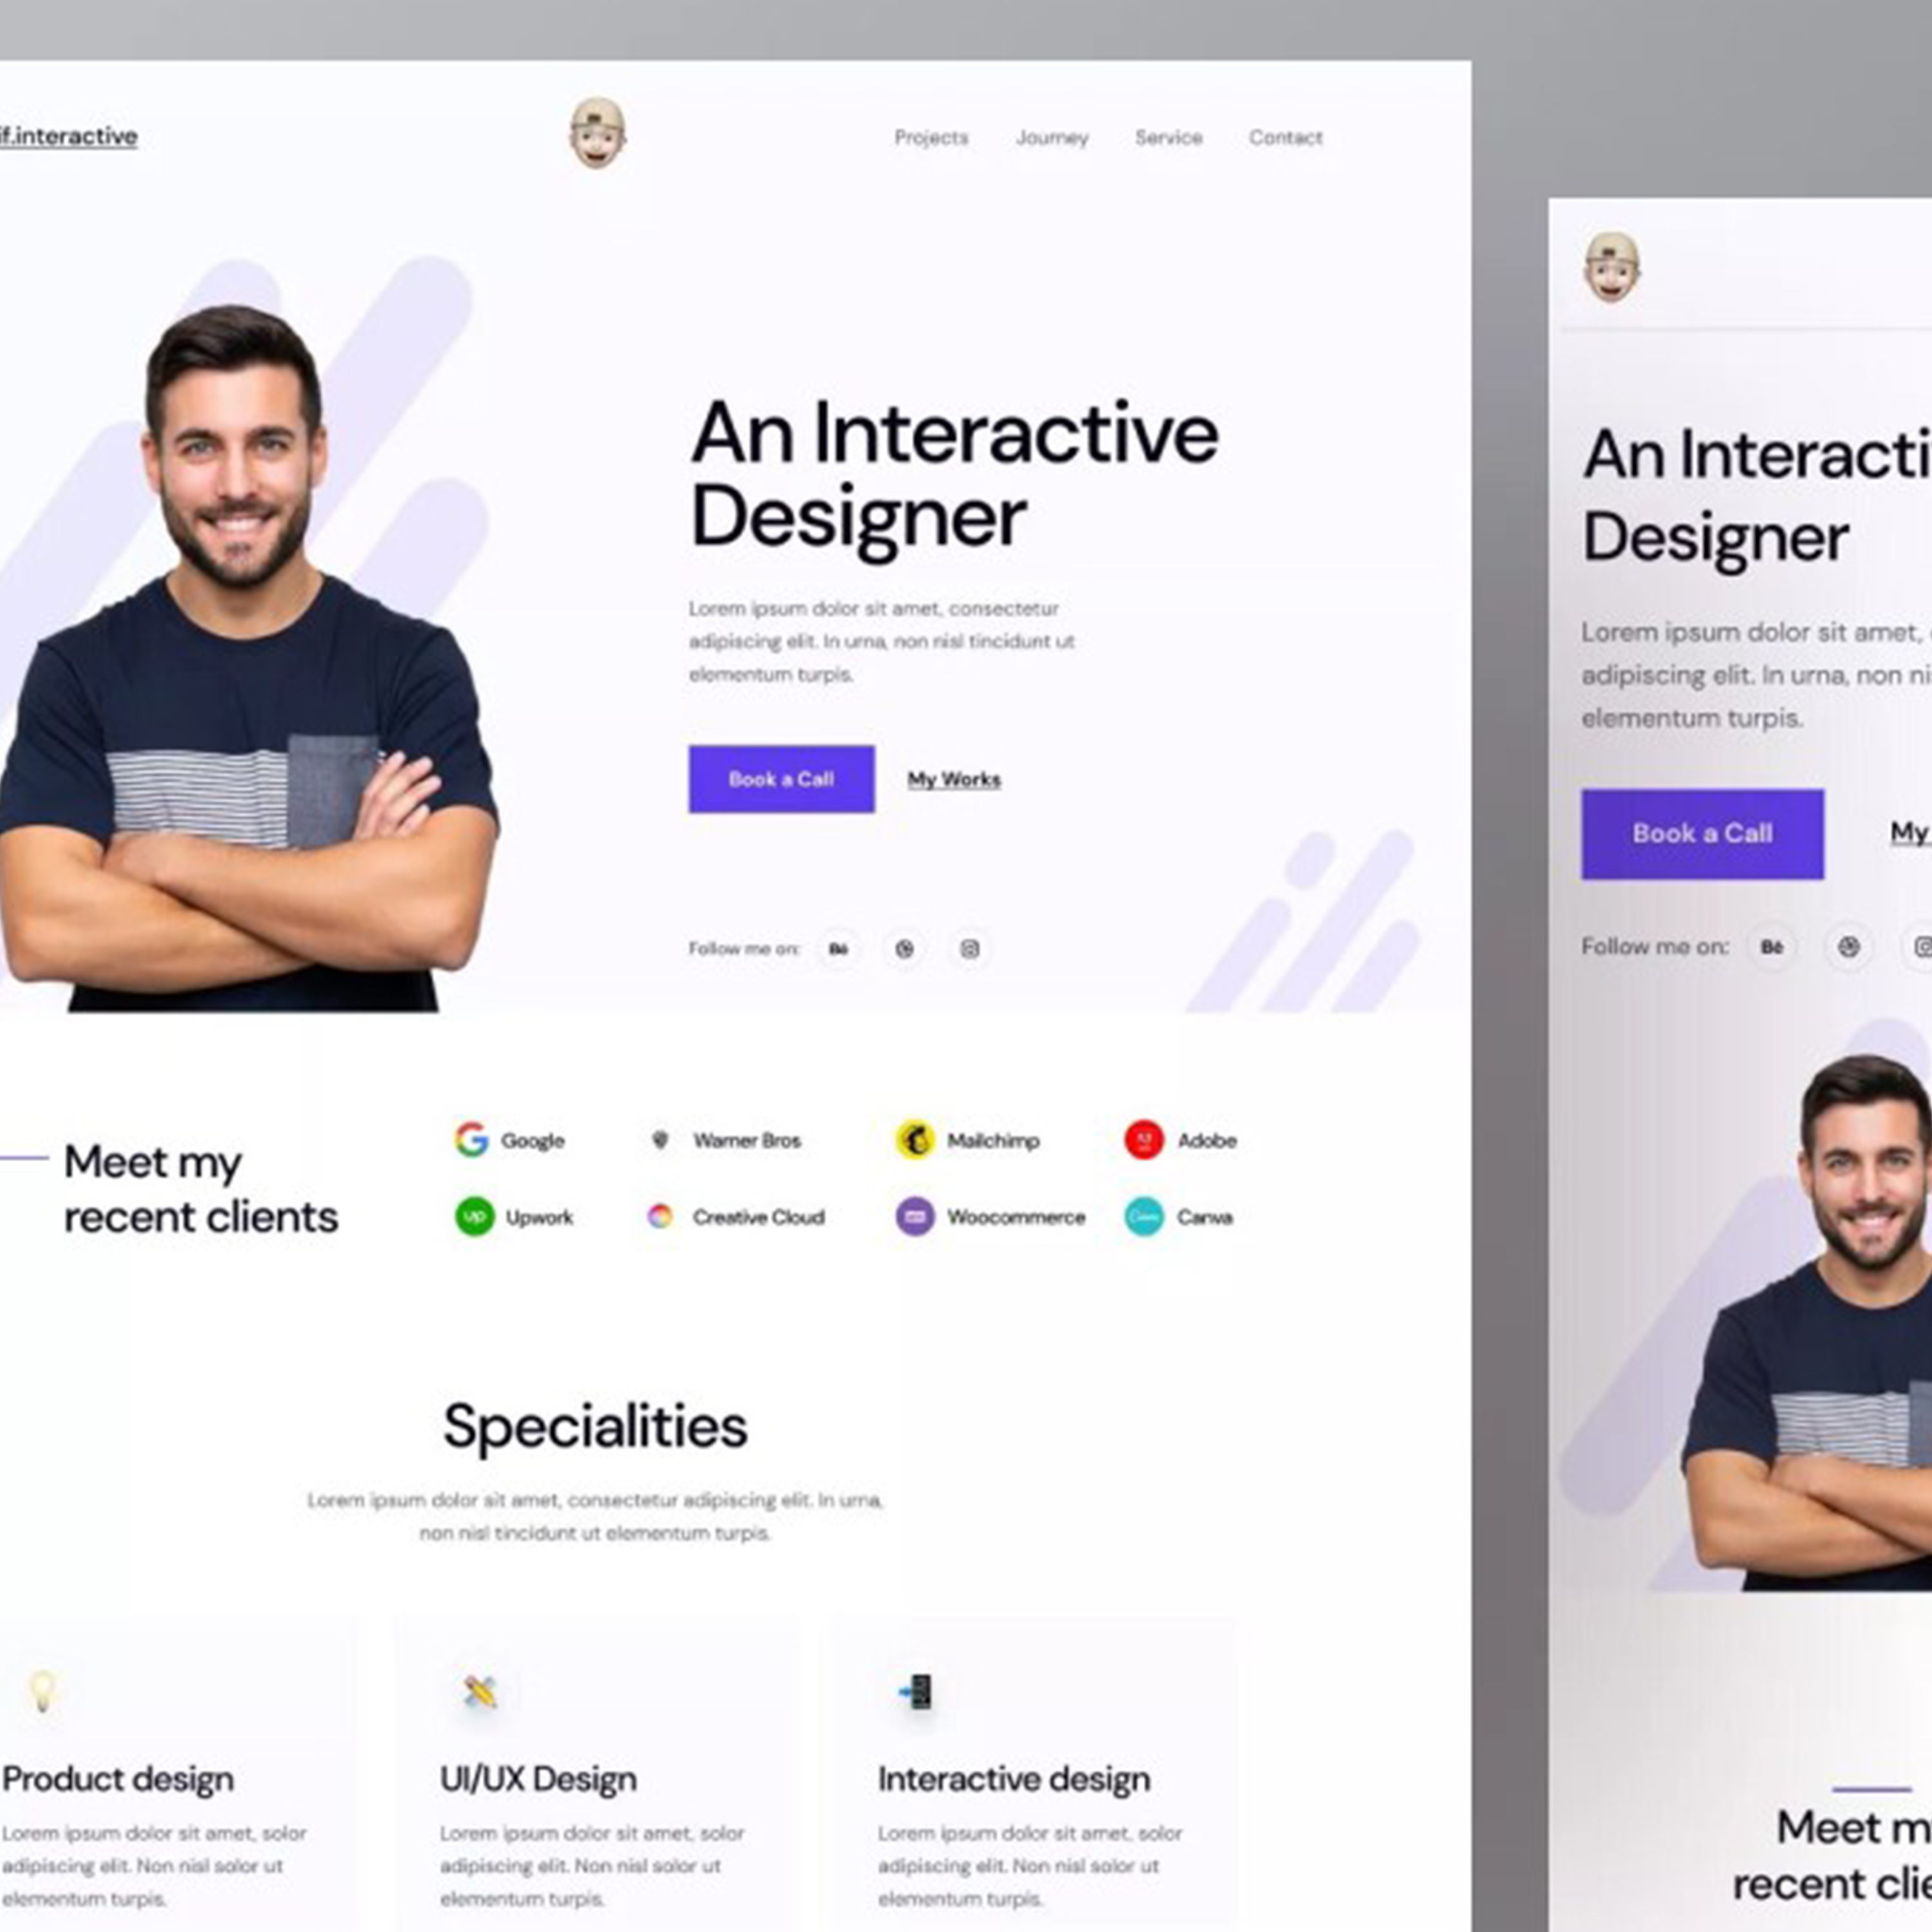 if.interactive
Projects Journey Service Contact
An Interactive
Designer
Lorem ipsum dolor sit amet, consectetur
adipiscing elit. In urna, non nisl tincidunt ut
elementum turpis.
Book a Call My Works
Follow me on: Bē
Meet my
recent clients
Google Warner Bros Mailchimp Adobe
up Upwork Creative Cloud Woocommerce Canva
Specialities
Lorem ipsum dolor sit amet, consectetur adipiscing elit. In urna,
non nisl tincidunt ut elementum turpis.
Product design
Lorem ipsum dolor sit amet, solor
adipiscing elit. Non nisl solor ut
elementum turpis.
UI/UX Design
Lorem ipsum dolor sit amet, solor
adipiscing elit. Non nisl solor ut
elementum turpis.
Interactive design
Lorem ipsum dolor sit amet, solor
adipiscing elit. Non nisl solor ut
elementum turpis.
An Interacti
Designer
Lorem ipsum dolor sit amet,
adipiscing elit. In urna, non ni
elementum turpis.
Book a Call My
Follow me on: Bē
Meet m
recent clie